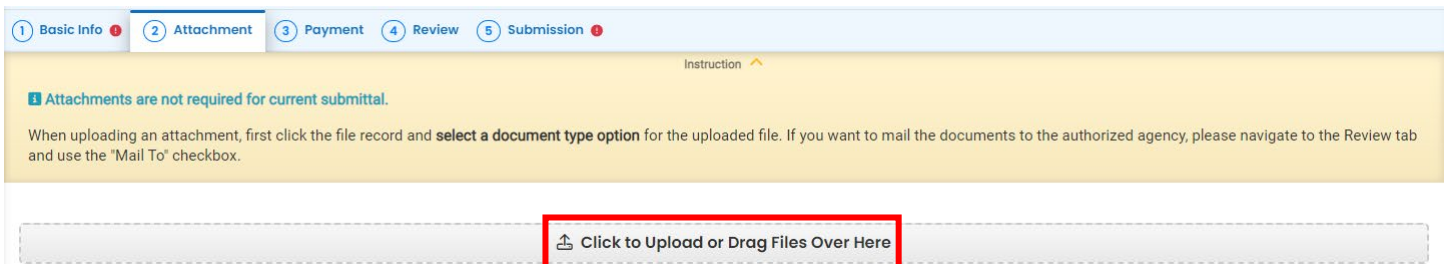 1 Basic Info 2 Attachment 3 Payment 4 Review 5 Submission
Instruction
Attachments are not required for current submittal.
When uploading an attachment, first click the file record and select a document type option for the uploaded file. If you want to mail the documents to the authorized agency, please navigate to the Review tab
and use the "Mail To" checkbox.
Click to Upload or Drag Files Over Here